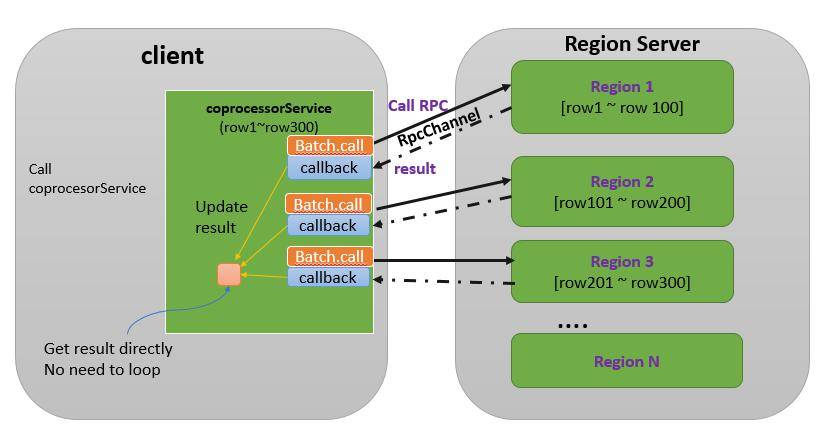 client
coprocessorService
(row1~row300)
Call
coprocesorService
Batch.call
callback
Batch.call
callback
Batch.call
callback
Update
result
Get result directly
No need to loop
Call RPC
RpcChannel
result
Region Server
Region 1
[row1 ~ row 100]
Region 2
[row101 ~ row200]
Region 3
[row201 ~ row300]
....
Region N